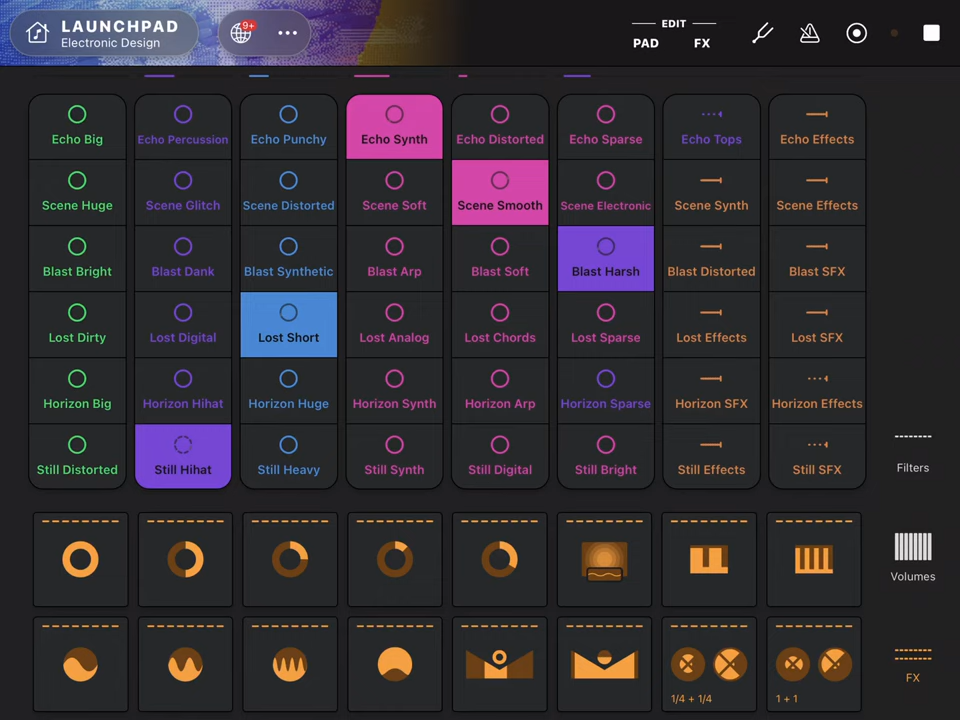 LAUNCHPAD
Electronic Design
9+
EDIT
PAD FX
Echo Big Echo Percussion Echo Punchy Echo Synth Echo Distorted Echo Sparse Echo Tops Echo Effects
Scene Huge Scene Glitch Scene Distorted Scene Soft Scene Smooth Scene Electronic Scene Synth Scene Effects
Blast Bright Blast Dank Blast Synthetic Blast Arp Blast Soft Blast Harsh Blast Distorted Blast SFX
Lost Dirty Lost Digital Lost Short Lost Analog Lost Chords Lost Sparse Lost Effects Lost SFX
Horizon Big Horizon Hihat Horizon Huge Horizon Synth Horizon Arp Horizon Sparse Horizon SFX Horizon Effects
Still Distorted Still Hihat Still Heavy Still Synth Still Digital Still Bright Still Effects Still SFX
Filters
Volumes
FX
1/4 + 1/4 1 + 1